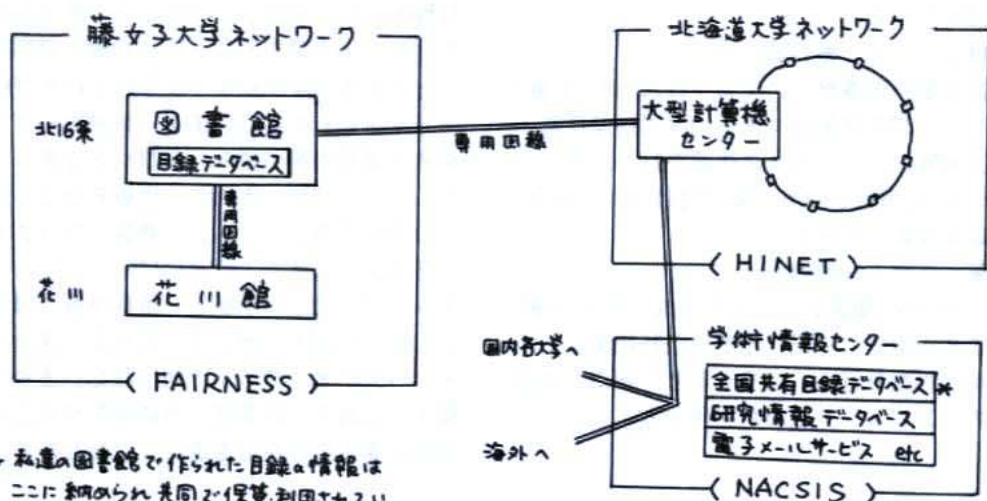 藤女子大学ネットワーク
北16条
図書館
目録データベース
専用回線
花川
花川館
FAIRNESS
専用回線
北海道大学ネットワーク
大型計算機
センター
HINET
国内各大学へ
海外へ
学術情報センター
全国共有目録データベース*
研究情報データベース
電子メールサービス etc
NACSIS
私達の図書館で作られた目録の情報は
ここに納められ共同で保管、利用されてい